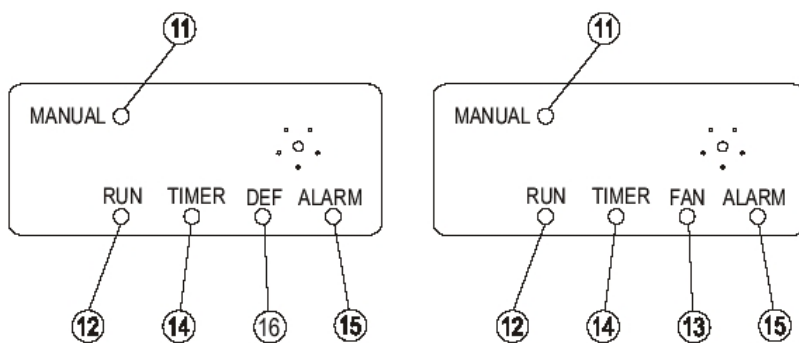 11 11
MANUAL MANUAL
RUN TIMER DEF ALARM RUN TIMER FAN ALARM
12 14 16 15 12 14 13 15